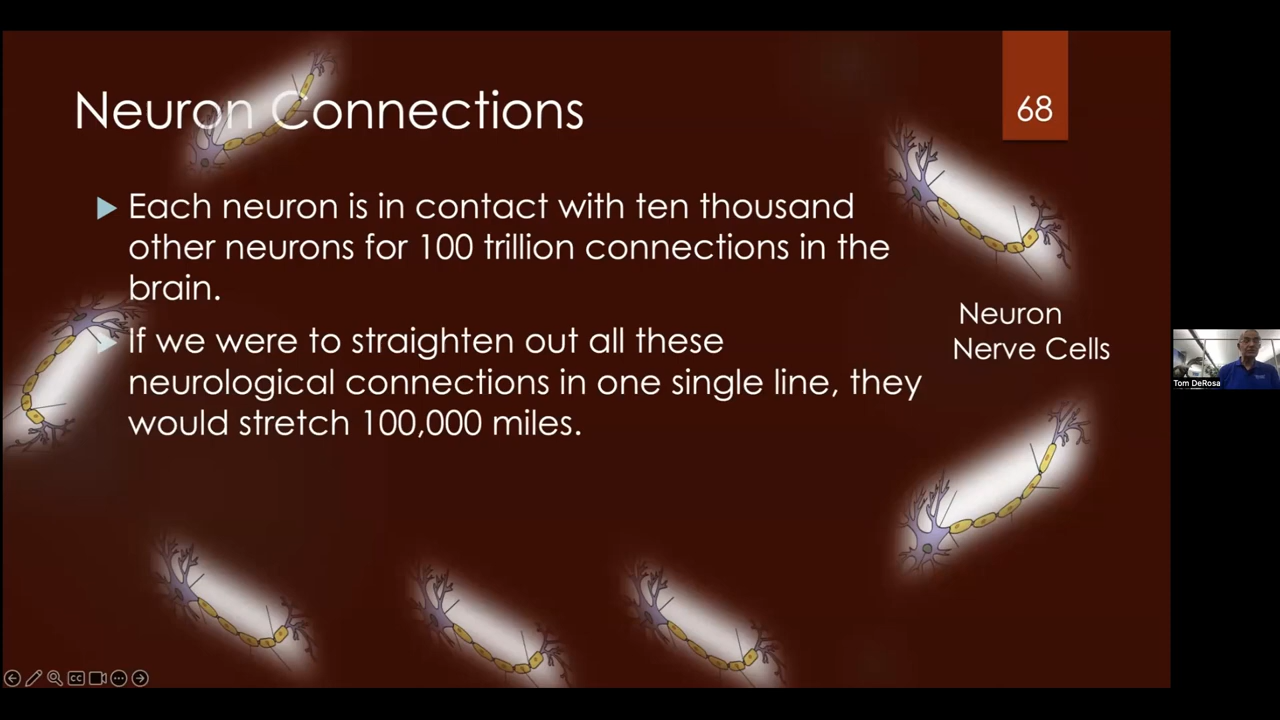 Neuron Connections
68
Each neuron is in contact with ten thousand
other neurons for 100 trillion connections in the
brain.
If we were to straighten out all these
neurological connections in one single line, they
would stretch 100,000 miles.
Neuron
Nerve Cells
Tom DeRosa
CC